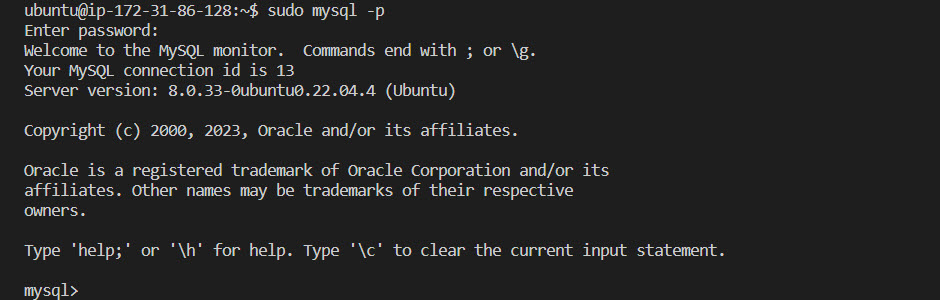 ubuntu@ip-172-31-86-128:~$ sudo mysql -p
Enter password:
Welcome to the MySQL monitor.  Commands end with ; or \g.
Your MySQL connection id is 13
Server version: 8.0.33-0ubuntu0.22.04.4 (Ubuntu)
Copyright (c) 2000, 2023, Oracle and/or its affiliates.
Oracle is a registered trademark of Oracle Corporation and/or its
affiliates. Other names may be trademarks of their respective
owners.
Type 'help;' or '\h' for help. Type '\c' to clear the current input statement.
mysql>